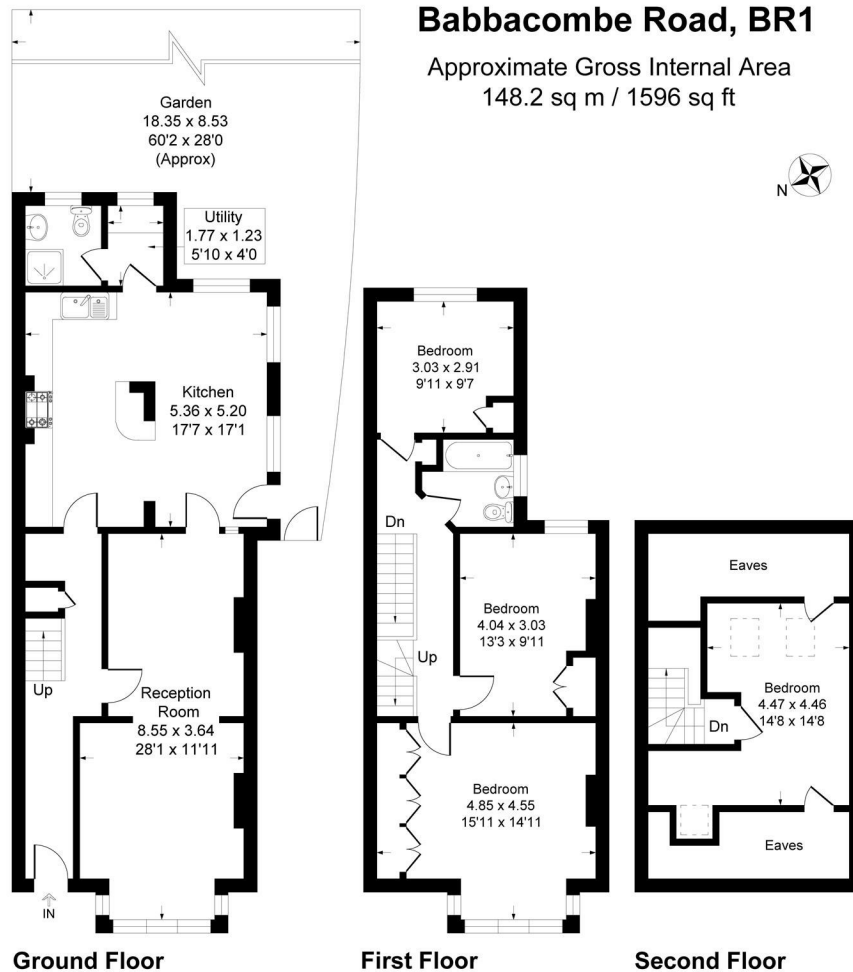 Babbacombe Road, BR1
Approximate Gross Internal Area
148.2 sq m / 1596 sq ft
N
Garden
18.35 x 8.53
60'2 x 28'0
(Approx)
Utility
1.77 x 1.23
5'10 x 4'0
Kitchen
5.36 x 5.20
17'7 x 17'1
Up
Reception
Room
8.55 x 3.64
28'1 x 11'11
IN
Ground Floor
Bedroom
3.03 x 2.91
9'11 x 9'7
Dn
Bedroom
4.04 x 3.03
13'3 x 9'11
Up
Bedroom
4.85 x 4.55
15'11 x 14'11
First Floor
Eaves
Bedroom
4.47 x 4.46
14'8 x 14'8
Dn
Eaves
Second Floor